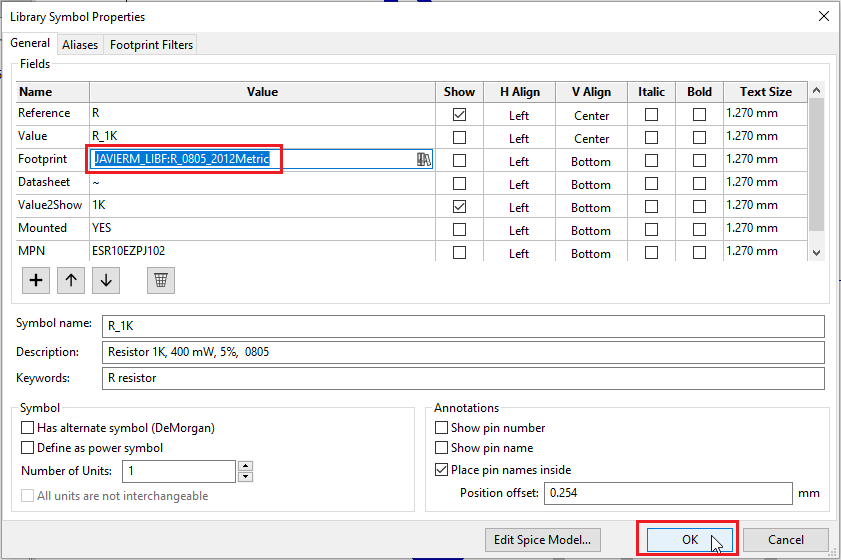 Library Symbol Properties
General Aliases Footprint Filters
Fields
Name Value Show H Align V Align Italic Bold Text Size
Reference R Left Center 1.270 mm
Value R_1K Left Center 1.270 mm
Footprint JAVIERM_LIBF:R_0805_2012Metric Left Bottom 1.270 mm
Datasheet ~ Left Bottom 1.270 mm
Value2Show 1K Left Bottom 1.270 mm
Mounted YES Left Bottom 1.270 mm
MPN ESR10EZPJ102 Left Bottom 1.270 mm
Symbol name: R_1K
Description: Resistor 1K, 400 mW, 5%, 0805
Keywords: R resistor
Symbol
Has alternate symbol (DeMorgan)
Define as power symbol
Number of Units: 1
All units are not interchangeable
Annotations
Show pin number
Show pin name
Place pin names inside
Position offset: 0.254 mm
Edit Spice Model... OK Cancel